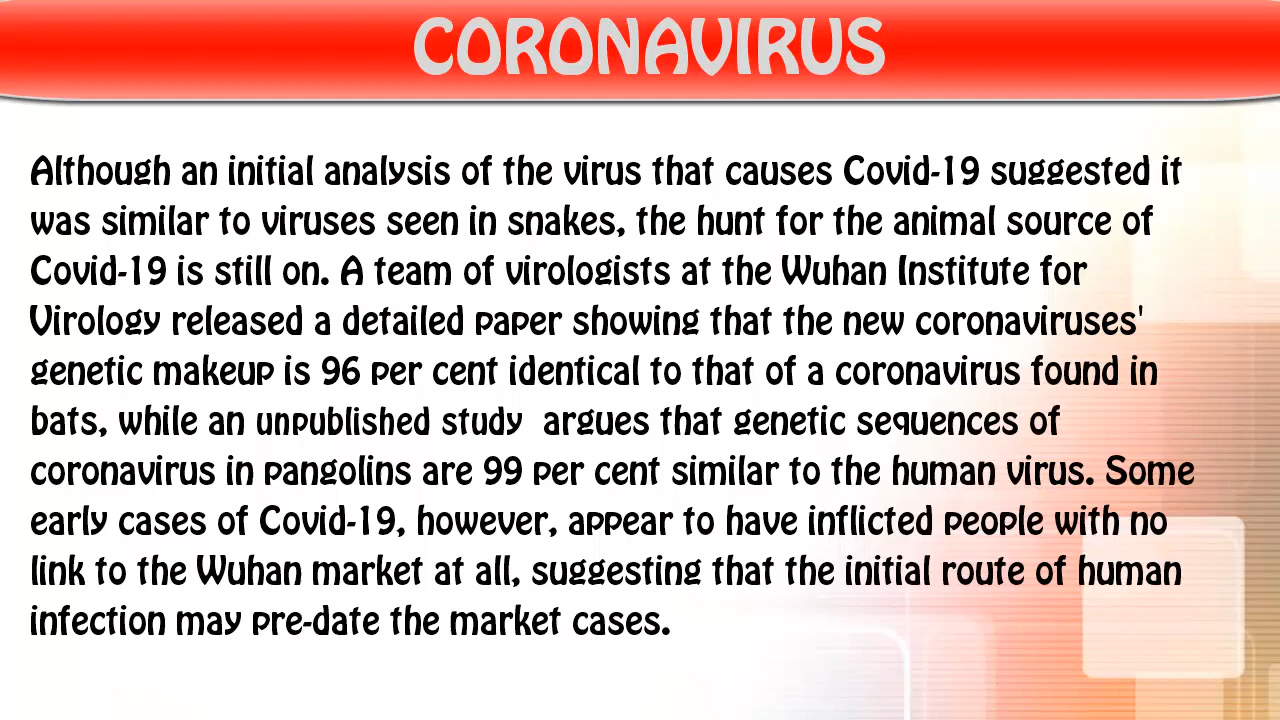 CORONAVIRUS
Although an initial analysis of the virus that causes Covid-19 suggested it
was similar to viruses seen in snakes, the hunt for the animal source of
Covid-19 is still on. A team of virologists at the Wuhan Institute for
Virology released a detailed paper showing that the new coronaviruses'
genetic makeup is 96 per cent identical to that of a coronavirus found in
bats, while an unpublished study  argues that genetic sequences of
coronavirus in pangolins are 99 per cent similar to the human virus. Some
early cases of Covid-19, however, appear to have inflicted people with no
link to the Wuhan market at all, suggesting that the initial route of human
infection may pre-date the market cases.